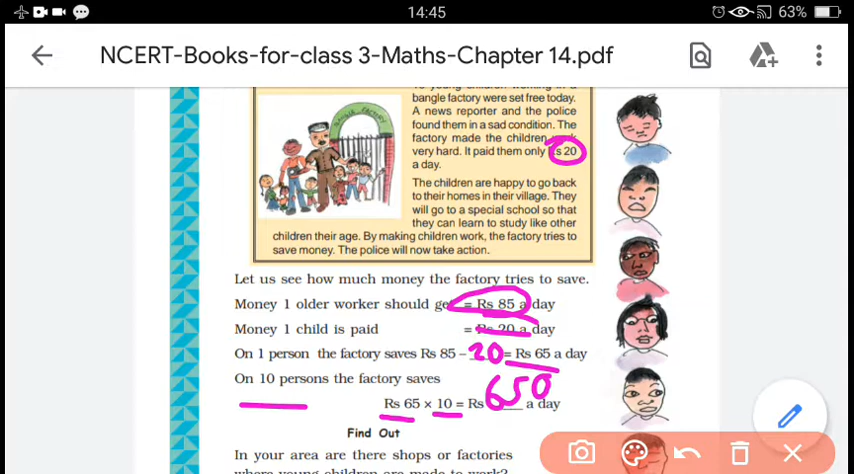 14:45
63%
NCERT-Books-for-class 3-Maths-Chapter 14.pdf
bangle factory were set free today.
A news reporter and the police
found them in a sad condition. The
factory made the children
very hard. It paid them only Rs 20
a day.
The children are happy to go back
to their homes in their village. They
will go to a special school so that
they can learn to study like other
children their age. By making children work, the factory tries to
save money. The police will now take action.
BANGLE FACTORY
Let us see how much money the factory tries to save.
Money 1 older worker should get = Rs 85 a day
Money 1 child is paid = Rs 20 a day
On 1 person the factory saves Rs 85 – 20 = Rs 65 a day
On 10 persons the factory saves
Rs 65 × 10 = Rs 650 a day
Find Out
In your area are there shops or factories
where young children are made to work?